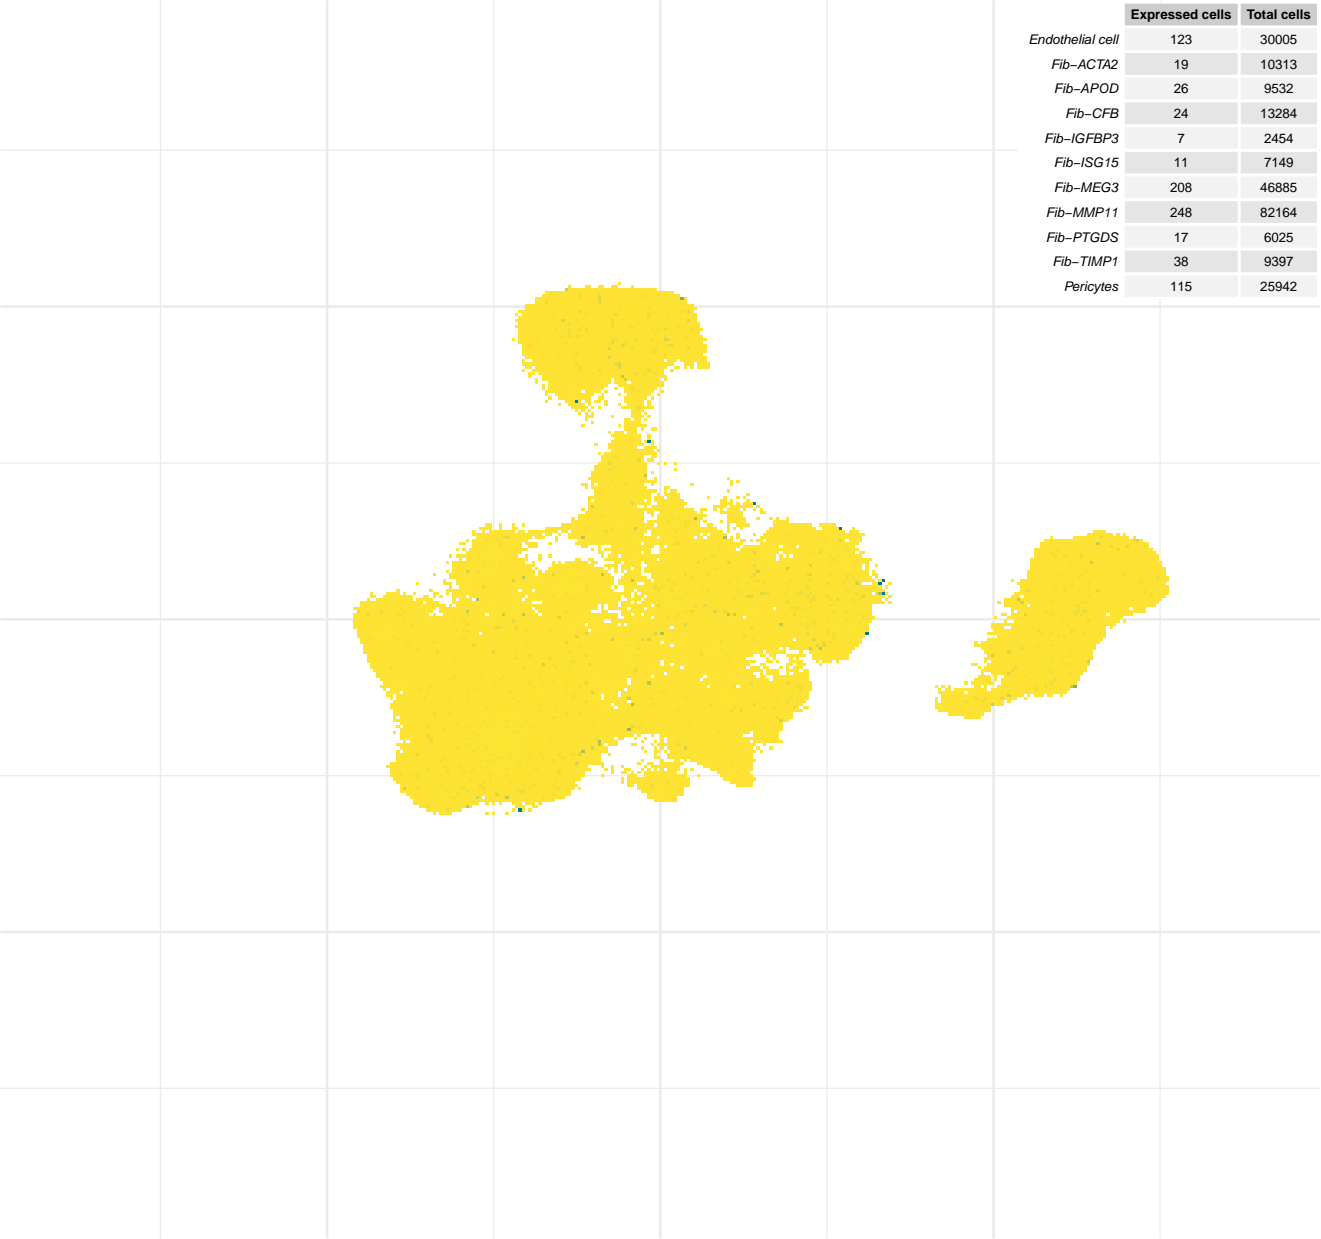 Expressed cells Total cells
Endothelial cell 123 30005
Fib−ACTA2 19 10313
Fib−APOD 26 9532
Fib−CFB 24 13284
Fib−IGFBP3 7 2454
Fib−ISG15 11 7149
Fib−MEG3 208 46885
Fib−MMP11 248 82164
Fib−PTGDS 17 6025
Fib−TIMP1 38 9397
Pericytes 115 25942